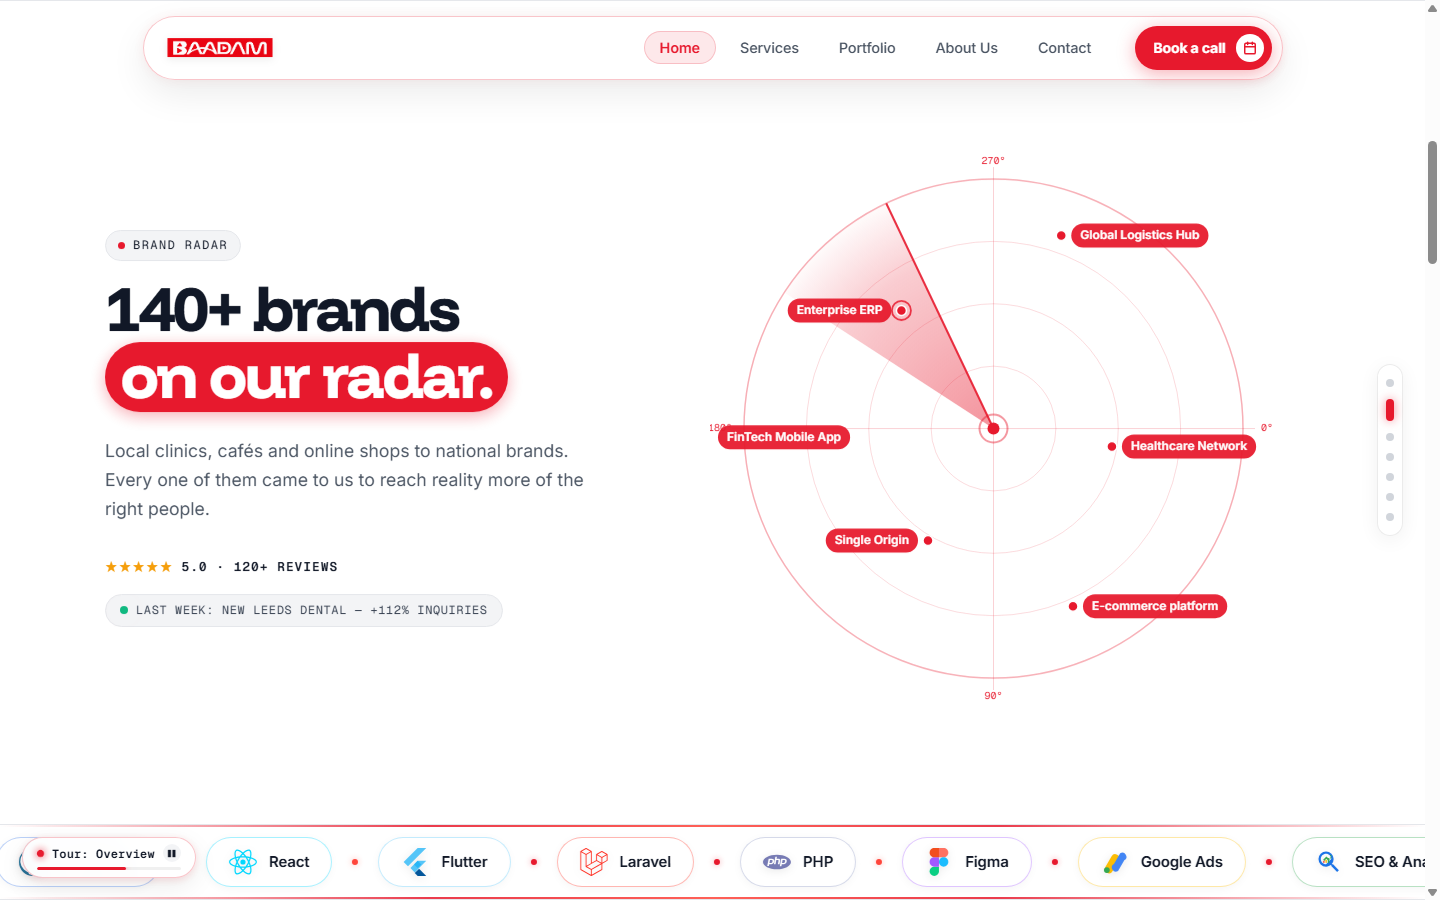 BAADAM
Home
Services
Portfolio
About Us
Contact
Book a call
BRAND RADAR
140+ brands
on our radar.
Local clinics, cafés and online shops to national brands.
Every one of them came to us to reach reality more of the
right people.
★★★★★ 5.0 · 120+ REVIEWS
LAST WEEK: NEW LEEDS DENTAL — +112% INQUIRIES
270°
Global Logistics Hub
Enterprise ERP
FinTech Mobile App
0°
Healthcare Network
Single Origin
E-commerce platform
90°
Tour: Overview
React
Flutter
Laravel
php
PHP
Figma
Google Ads
SEO &